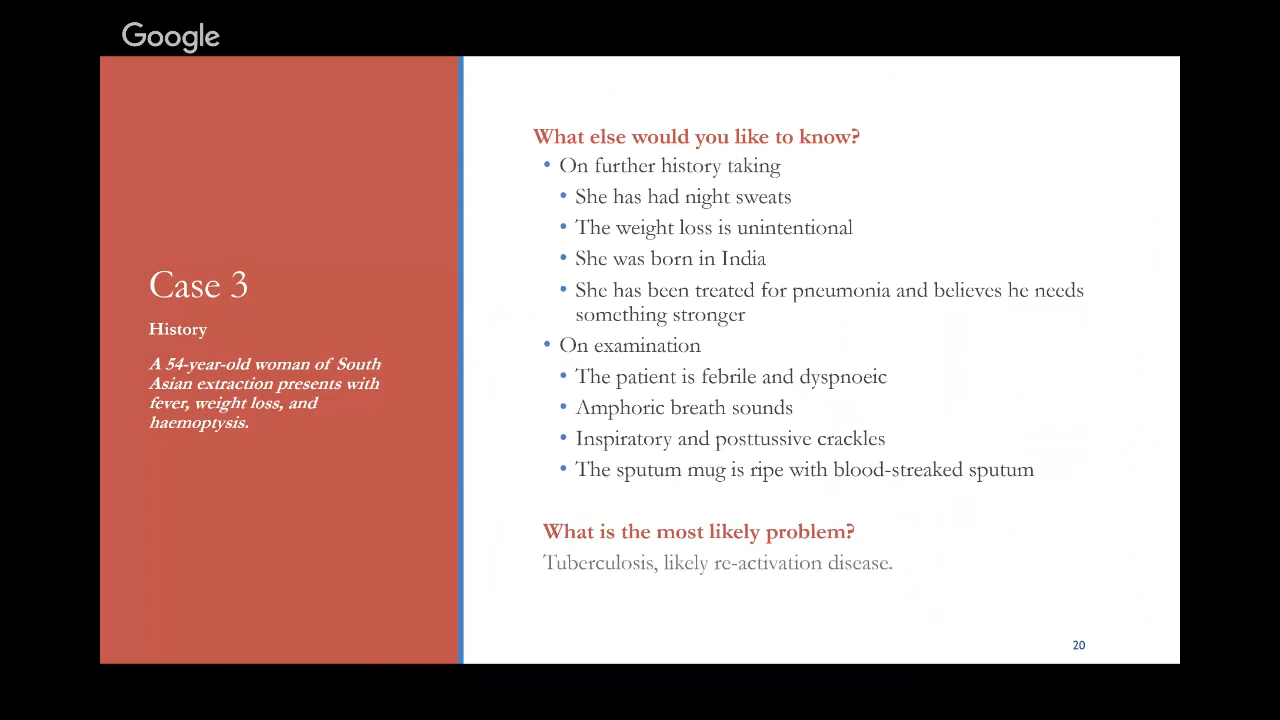 Google
Case 3
History
A 54-year-old woman of South
Asian extraction presents with
fever, weight loss, and
haemoptysis.
What else would you like to know?
• On further history taking
• She has had night sweats
• The weight loss is unintentional
• She was born in India
• She has been treated for pneumonia and believes he needs
something stronger
• On examination
• The patient is febrile and dyspnoeic
• Amphoric breath sounds
• Inspiratory and posttussive crackles
• The sputum mug is ripe with blood-streaked sputum
What is the most likely problem?
Tuberculosis, likely re-activation disease.
20